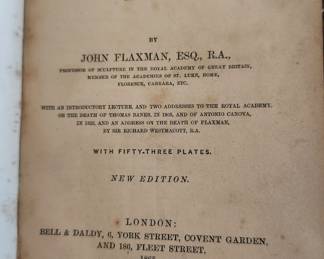 BY
JOHN FLAXMAN, ESQ., R.A.,
PROFESSOR OF SCULPTURE IN THE ROYAL ACADEMY OF GREAT BRITAIN,
MEMBER OF THE ACADEMIES OF ST. LUKE, ROME,
FLORENCE, CARRARA, ETC.
WITH AN INTRODUCTORY LECTURE AND TWO ADDRESSES TO THE ROYAL ACADEMY,
ON THE DEATH OF THOMAS BANKS, IN 1805, AND OF ANTONIO CANOVA,
IN 1822, AND AN ADDRESS ON THE DEATH OF FLAXMAN,
BY SIR RICHARD WESTMACOTT, R.A.
WITH FIFTY-THREE PLATES.
NEW EDITION.
LONDON:
BELL & DALDY, 6, YORK STREET, COVENT GARDEN,
AND 186, FLEET STREET.